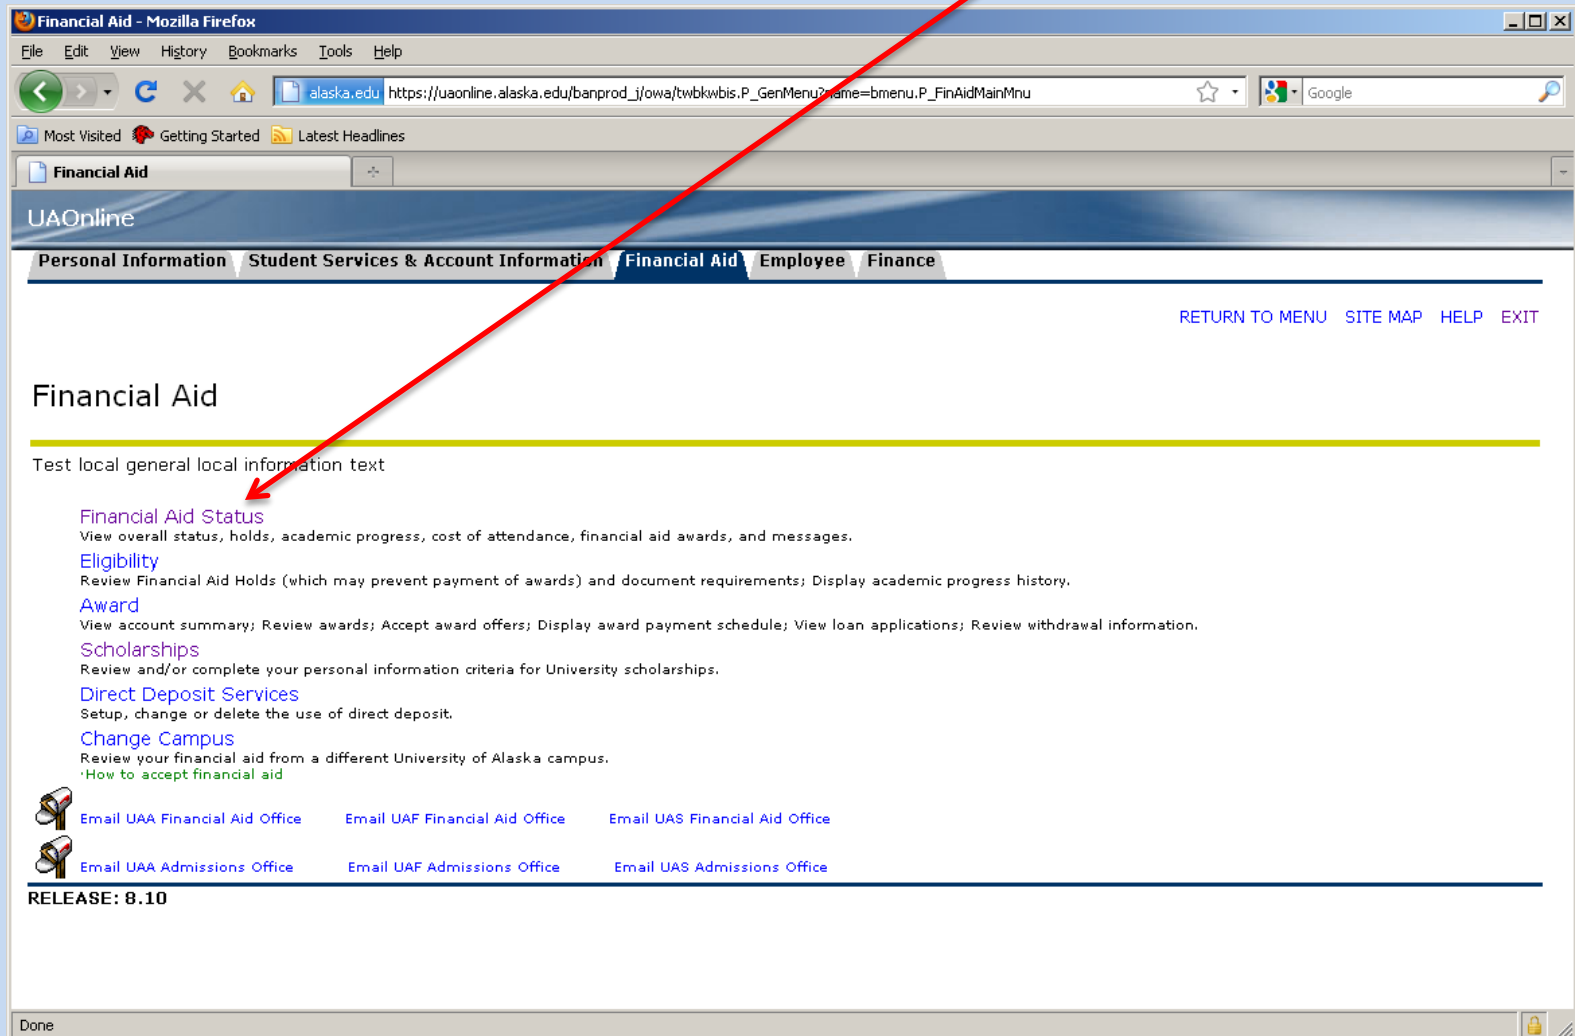 Financial Aid - Mozilla Firefox
File Edit View History Bookmarks Tools Help
alaska.edu https://uaonline.alaska.edu/banprod_j/owa/twbkwbis.P_GenMenu?name=bmenu.P_FinAidMainMnu Google
Most Visited Getting Started Latest Headlines
Financial Aid
UAOnline
Personal Information Student Services & Account Information Financial Aid Employee Finance
RETURN TO MENU SITE MAP HELP EXIT
Financial Aid
Test local general local information text
Financial Aid Status
View overall status, holds, academic progress, cost of attendance, financial aid awards, and messages.
Eligibility
Review Financial Aid Holds (which may prevent payment of awards) and document requirements; Display academic progress history.
Award
View account summary; Review awards; Accept award offers; Display award payment schedule; View loan applications; Review withdrawal information.
Scholarships
Review and/or complete your personal information criteria for University scholarships.
Direct Deposit Services
Setup, change or delete the use of direct deposit.
Change Campus
Review your financial aid from a different University of Alaska campus.
·How to accept financial aid
Email UAA Financial Aid Office Email UAF Financial Aid Office Email UAS Financial Aid Office
Email UAA Admissions Office Email UAF Admissions Office Email UAS Admissions Office
RELEASE: 8.10
Done